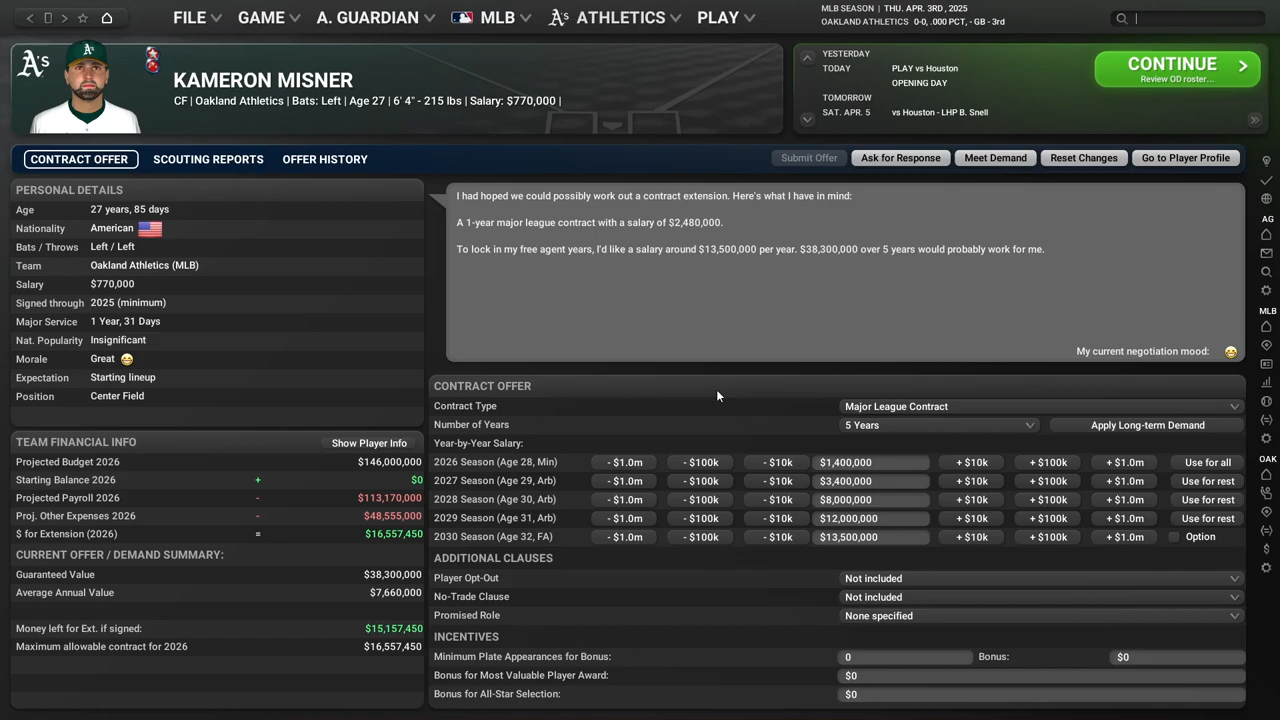 FILE GAME A. GUARDIAN MLB A's ATHLETICS PLAY
MLB SEASON | THU. APR. 3RD, 2025
OAKLAND ATHLETICS 0-0, .000 PCT, - GB - 3rd
A's
KAMERON MISNER
CF | Oakland Athletics | Bats: Left | Age 27 | 6' 4" - 215 lbs | Salary: $770,000 |
YESTERDAY
TODAY PLAY vs Houston
OPENING DAY
TOMORROW
SAT. APR. 5 vs Houston - LHP B. Snell
CONTINUE
Review OD roster...
CONTRACT OFFER SCOUTING REPORTS OFFER HISTORY
Submit Offer Ask for Response Meet Demand Reset Changes Go to Player Profile
PERSONAL DETAILS
Age 27 years, 85 days
Nationality American
Bats / Throws Left / Left
Team Oakland Athletics (MLB)
Salary $770,000
Signed through 2025 (minimum)
Major Service 1 Year, 31 Days
Nat. Popularity Insignificant
Morale Great
Expectation Starting lineup
Position Center Field
TEAM FINANCIAL INFO Show Player Info
Projected Budget 2026 $146,000,000
Starting Balance 2026 + $0
Projected Payroll 2026 - $113,170,000
Proj. Other Expenses 2026 - $48,555,000
$ for Extension (2026) = $16,557,450
CURRENT OFFER / DEMAND SUMMARY:
Guaranteed Value $38,300,000
Average Annual Value $7,660,000
Money left for Ext. if signed: $15,157,450
Maximum allowable contract for 2026 $16,557,450
I had hoped we could possibly work out a contract extension. Here's what I have in mind:
A 1-year major league contract with a salary of $2,480,000.
To lock in my free agent years, I'd like a salary around $13,500,000 per year. $38,300,000 over 5 years would probably work for me.
My current negotiation mood:
CONTRACT OFFER
Contract Type Major League Contract
Number of Years 5 Years Apply Long-term Demand
Year-by-Year Salary:
2026 Season (Age 28, Min) - $1.0m - $100k - $10k $1,400,000 + $10k + $100k + $1.0m Use for all
2027 Season (Age 29, Arb) - $1.0m - $100k - $10k $3,400,000 + $10k + $100k + $1.0m Use for rest
2028 Season (Age 30, Arb) - $1.0m - $100k - $10k $8,000,000 + $10k + $100k + $1.0m Use for rest
2029 Season (Age 31, Arb) - $1.0m - $100k - $10k $12,000,000 + $10k + $100k + $1.0m Use for rest
2030 Season (Age 32, FA) - $1.0m - $100k - $10k $13,500,000 + $10k + $100k + $1.0m Option
ADDITIONAL CLAUSES
Player Opt-Out Not included
No-Trade Clause Not included
Promised Role None specified
INCENTIVES
Minimum Plate Appearances for Bonus: 0 Bonus: $0
Bonus for Most Valuable Player Award: $0
Bonus for All-Star Selection: $0
AG
MLB
OAK